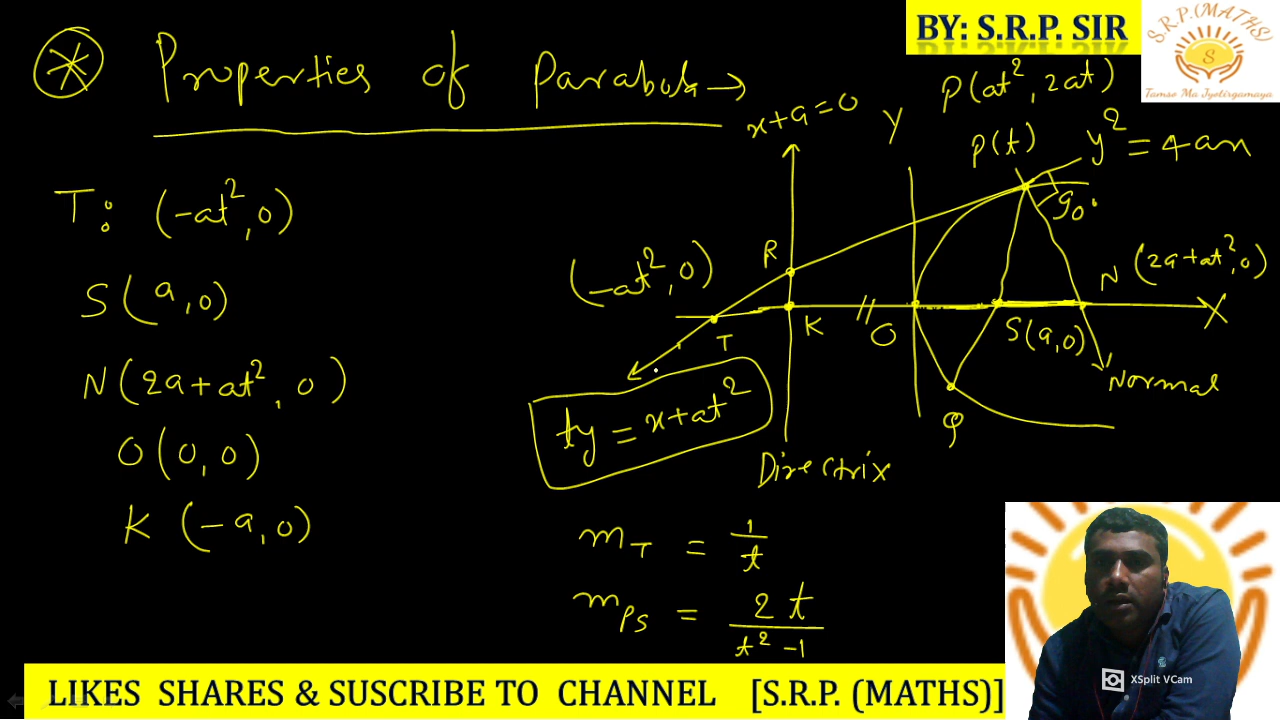 BY: S.R.P. SIR
S.R.P.(MATHS)
S
Tamso Ma Jyotirgamaya
* Properties of Parabola →
P(at², 2at)
x+a=0
Y
P(t)
y² = 4ax
90°
T: (-at², 0)
S(a, 0)
N(2a+at², 0)
O(0, 0)
K (-a, 0)
(-at², 0)
R
N (2a+at², 0)
T
K
O
S(a, 0)
X
Normal
Q
ty = x+at²
Directrix
m_T = 1/t
m_PS = 2t/(t²-1)
LIKES SHARES & SUSCRIBE TO CHANNEL [S.R.P. (MATHS)]
XSplit VCam